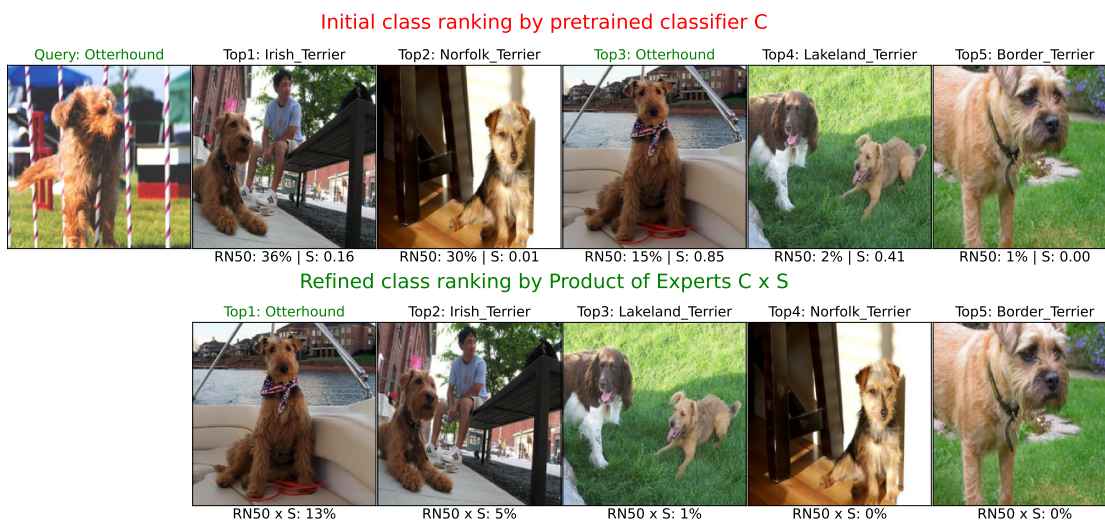 Initial class ranking by pretrained classifier C
Query: Otterhound Top1: Irish_Terrier Top2: Norfolk_Terrier Top3: Otterhound Top4: Lakeland_Terrier Top5: Border_Terrier
RN50: 36% | S: 0.16 RN50: 30% | S: 0.01 RN50: 15% | S: 0.85 RN50: 2% | S: 0.41 RN50: 1% | S: 0.00
Refined class ranking by Product of Experts C x S
Top1: Otterhound Top2: Irish_Terrier Top3: Lakeland_Terrier Top4: Norfolk_Terrier Top5: Border_Terrier
RN50 x S: 13% RN50 x S: 5% RN50 x S: 1% RN50 x S: 0% RN50 x S: 0%